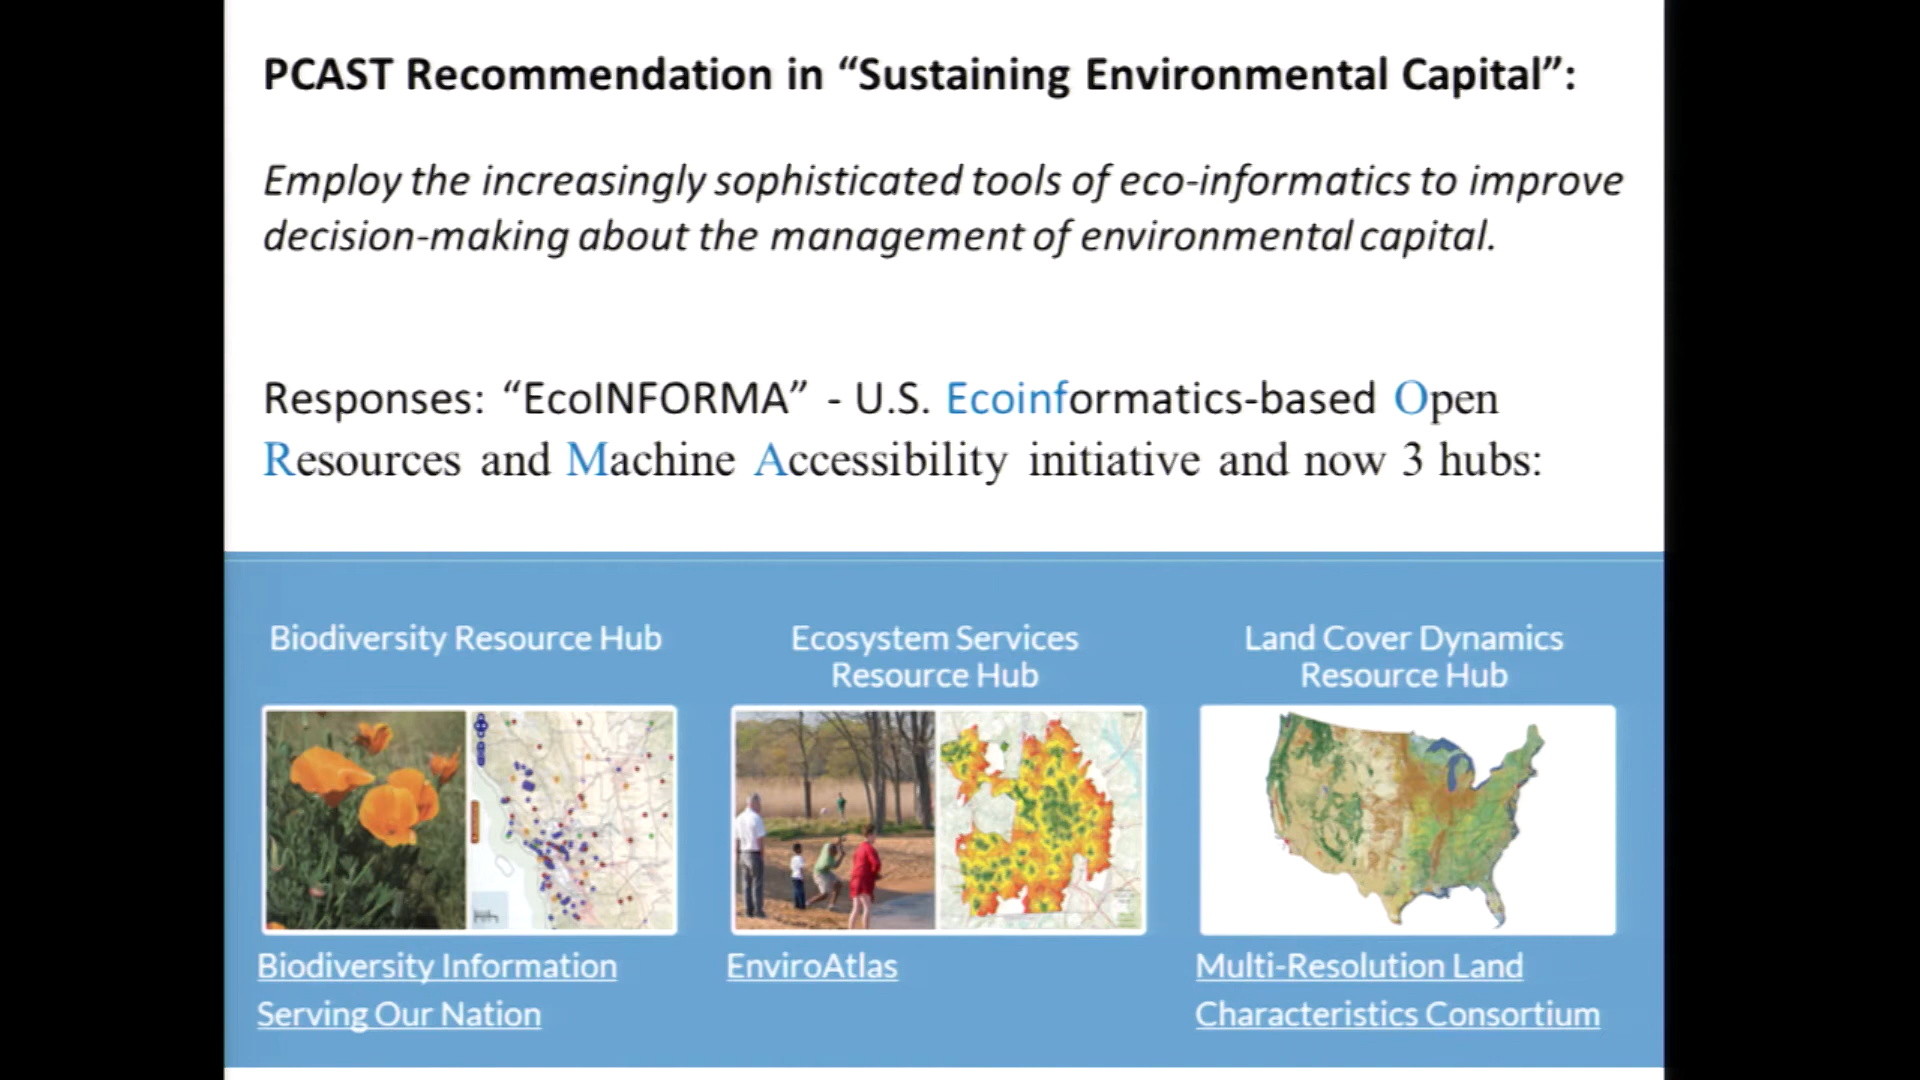 PCAST Recommendation in “Sustaining Environmental Capital”:
Employ the increasingly sophisticated tools of eco-informatics to improve
decision-making about the management of environmental capital.
Responses: “EcoINFORMA” - U.S. Ecoinformatics-based Open
Resources and Machine Accessibility initiative and now 3 hubs:
Biodiversity Resource Hub
Ecosystem Services
Resource Hub
Land Cover Dynamics
Resource Hub
Biodiversity Information
Serving Our Nation
EnviroAtlas
Multi-Resolution Land
Characteristics Consortium